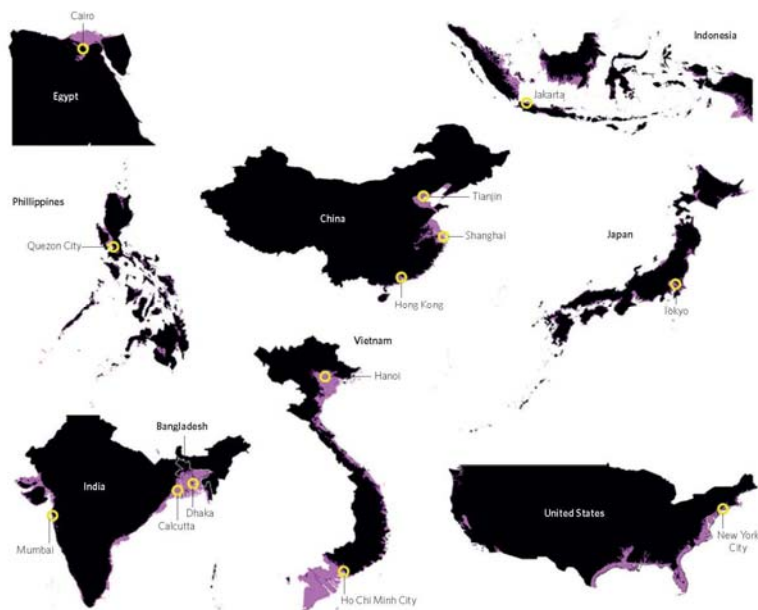 Cairo
Egypt
Indonesia
Jakarta
Phillippines
Quezon City
China
Tianjin
Shanghai
Hong Kong
Japan
Tokyo
Vietnam
Hanoi
Ho Chi Minh City
Bangladesh
India
Dhaka
Calcutta
Mumbai
United States
New York
City